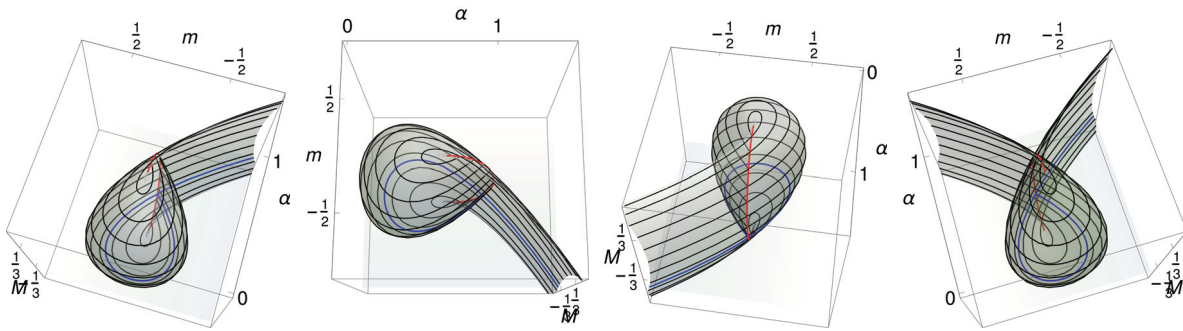 1/2 m -1/2 1 α 0 1/3 M -1/3
0 α 1 1/2 m -1/2 -1/3 1/3 M
-1/2 m 1/2 0 α 1 1/3 M -1/3
1/2 m -1/2 1 α 0 -1/3 M 1/3